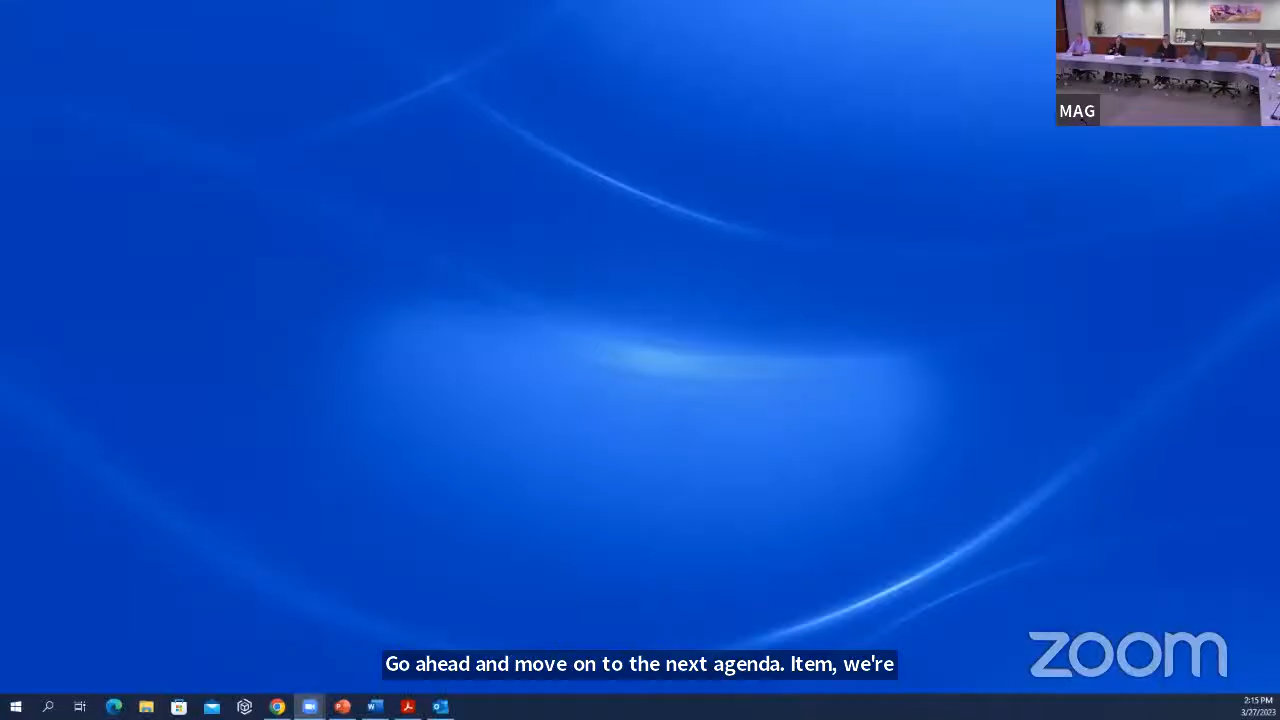 MAG
Go ahead and move on to the next agenda. Item, we're
zoom
2:15 PM
3/27/2023